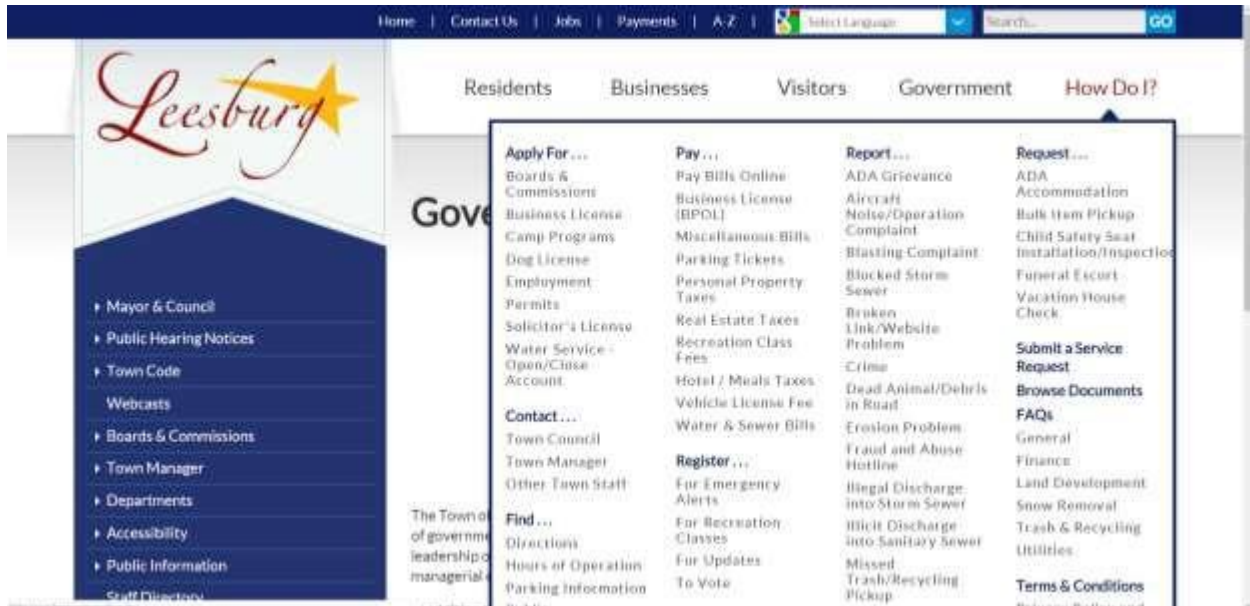 Home | Contact Us | Jobs | Payments | A-Z |
Select Language
Search...
GO
Leesburg
Residents
Businesses
Visitors
Government
How Do I?
Mayor & Council
Public Hearing Notices
Town Code
Webcasts
Boards & Commissions
Town Manager
Departments
Accessibility
Public Information
Staff Directory
Gove
The Town of
of governme
leadership o
managerial
Apply For ...
Boards &
Commissions
Business License
Camp Programs
Dog License
Employment
Permits
Solicitor's License
Water Service -
Open/Close
Account
Contact ...
Town Council
Town Manager
Other Town Staff
Find ...
Directions
Hours of Operation
Parking Information
Pay ...
Pay Bills Online
Business License
(BPOL)
Miscellaneous Bills
Parking Tickets
Personal Property
Taxes
Real Estate Taxes
Recreation Class
Fees
Hotel / Meals Taxes
Vehicle License Fee
Water & Sewer Bills
Register ...
For Emergency
Alerts
For Recreation
Classes
For Updates
To Vote
Report ...
ADA Grievance
Aircraft
Noise/Operation
Complaint
Blasting Complaint
Blocked Storm
Sewer
Broken
Link/Website
Problem
Crime
Dead Animal/Debris
in Road
Erosion Problem
Fraud and Abuse
Hotline
Illegal Discharge
into Storm Sewer
Illicit Discharge
into Sanitary Sewer
Missed
Trash/Recycling
Pickup
Request ...
ADA
Accommodation
Bulk Item Pickup
Child Safety Seat
Installation/Inspection
Funeral Escort
Vacation House
Check
Submit a Service
Request
Browse Documents
FAQs
General
Finance
Land Development
Snow Removal
Trash & Recycling
Utilities
Terms & Conditions